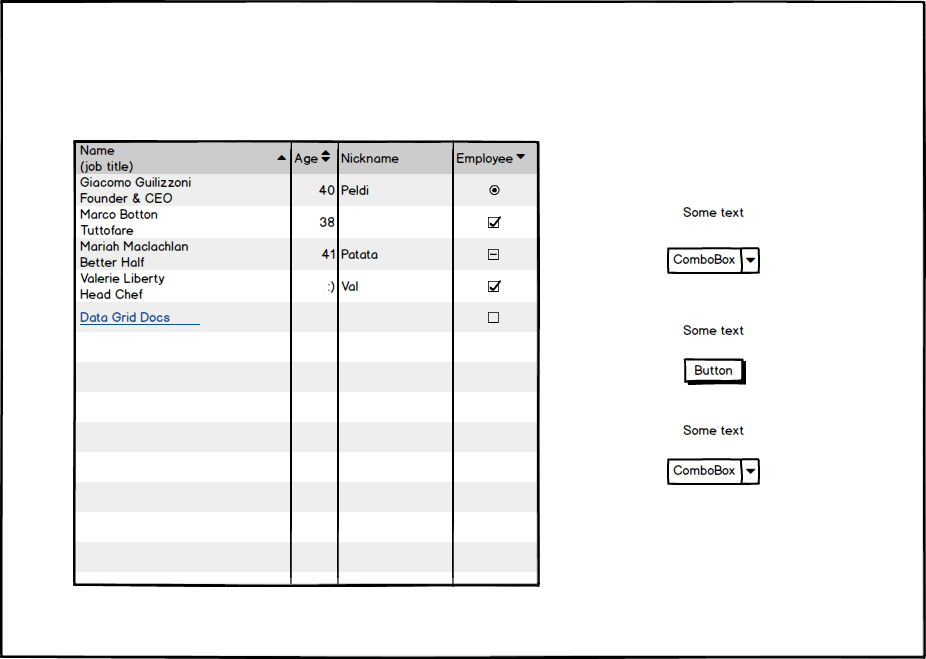 Name
(job title)
Age
Nickname
Employee
Giacomo Guilizzoni
Founder & CEO
40
Peldi
Marco Botton
Tuttofare
38
Mariah Maclachlan
Better Half
41
Patata
Valerie Liberty
Head Chef
:)
Val
Data Grid Docs
Some text
ComboBox
Some text
Button
Some text
ComboBox